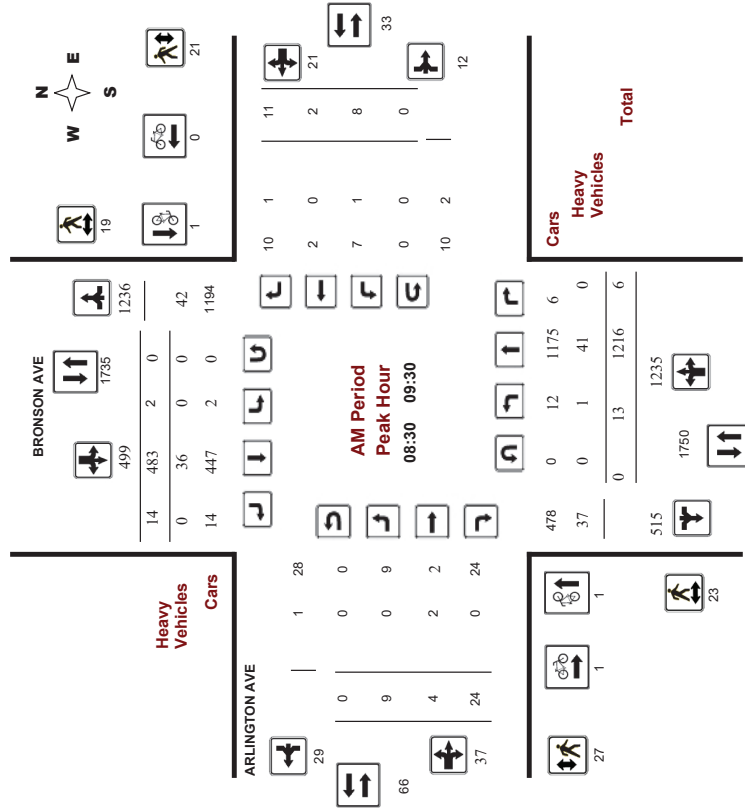 N
W E
S
19
21
1
0
BRONSON AVE
1735
499
1236
14 483 2 0
0 36 0 0 42
14 447 2 0 1194
Heavy
Vehicles
Cars
33
21
12
10 1 11
2 0 2
7 1 8
0 0 0
10 2
AM Period
Peak Hour
08:30 09:30
ARLINGTON AVE
29
66
37
1 28
0 0 0
9 0 9
4 2 2
24 0 24
Cars
Heavy
Vehicles
Total
478 0 12 1175 6
37 0 1 41 0
515 0 13 1216 6
1235
1750
1
1
27
23